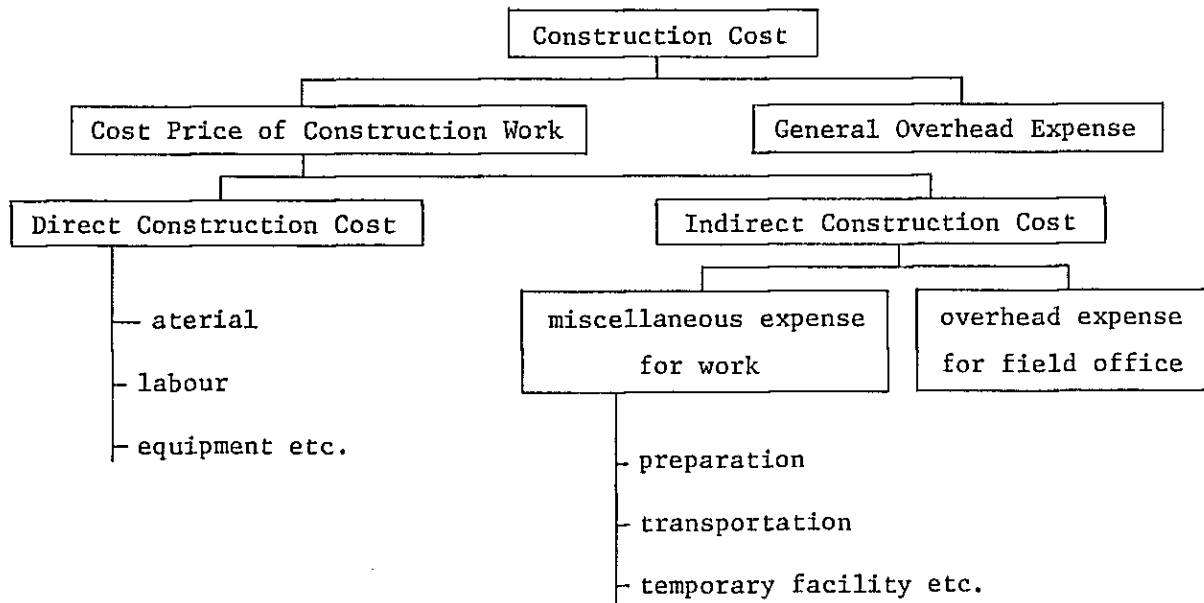 Construction Cost
Cost Price of Construction Work
General Overhead Expense
Direct Construction Cost
Indirect Construction Cost
aterial
labour
equipment etc.
miscellaneous expense
for work
overhead expense
for field office
preparation
transportation
temporary facility etc.